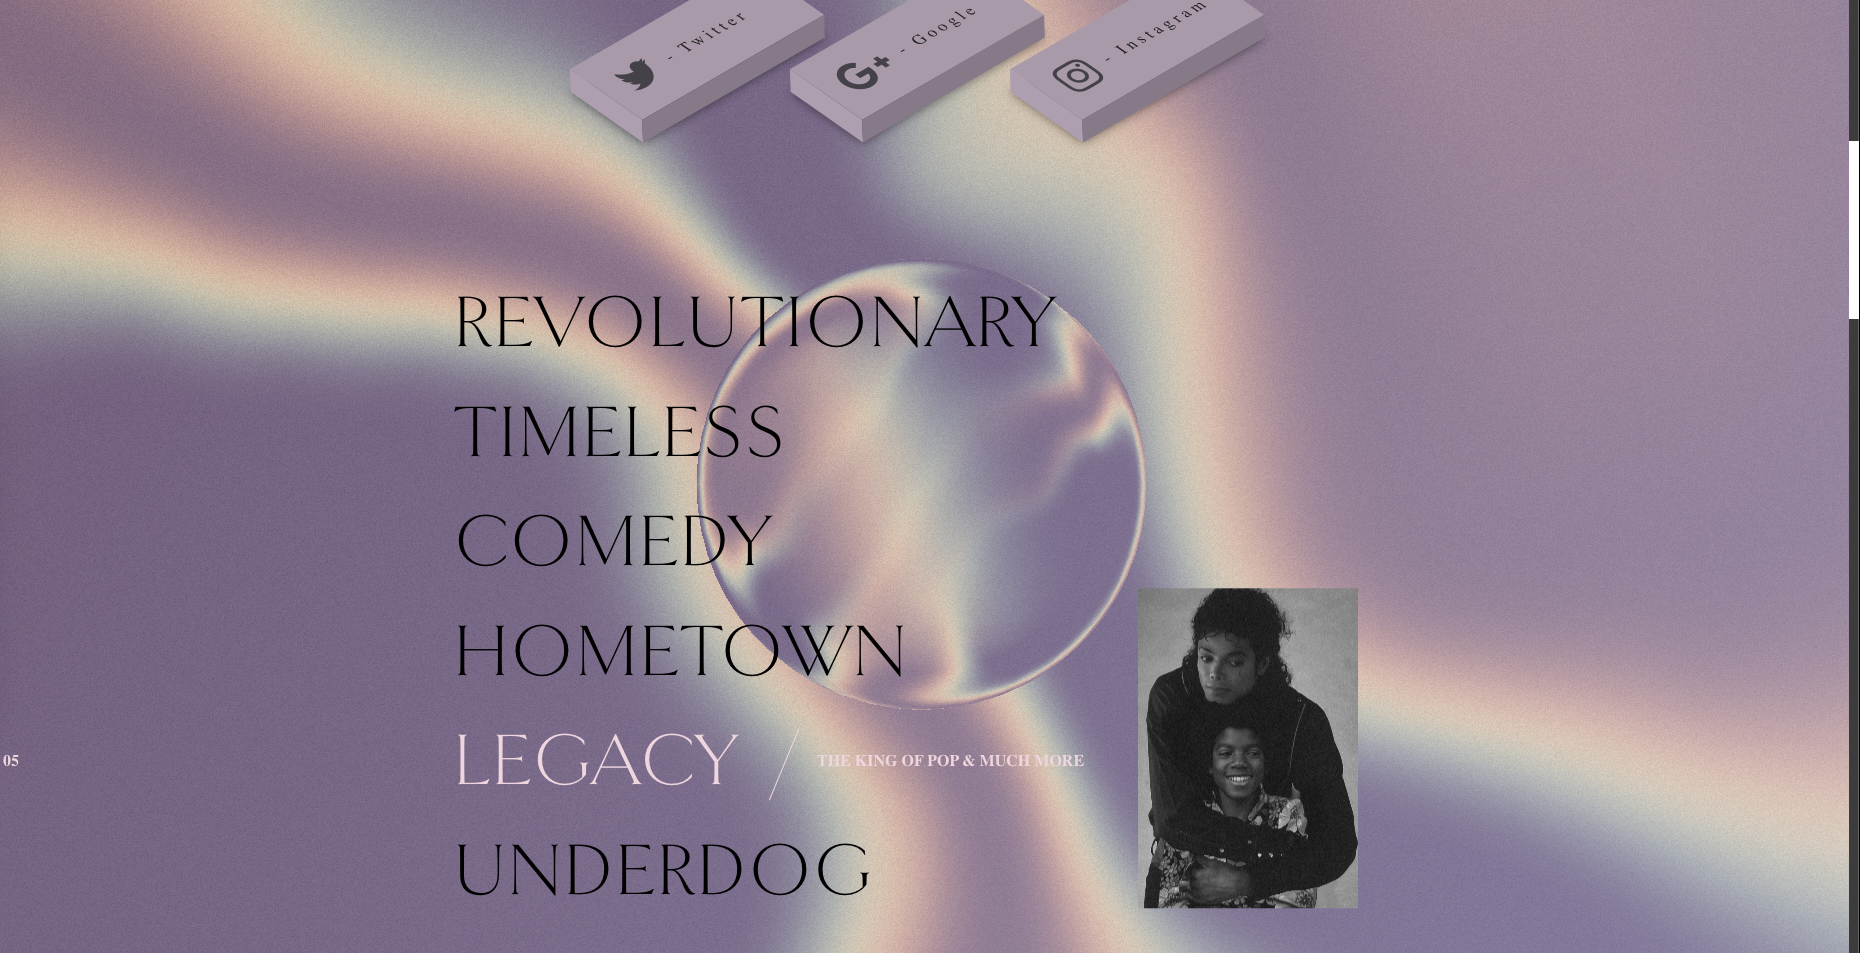 - Twitter
G+ - Google
- Instagram
REVOLUTIONARY
TIMELESS
COMEDY
HOMETOWN
05
LEGACY / THE KING OF POP & MUCH MORE
UNDERDOG